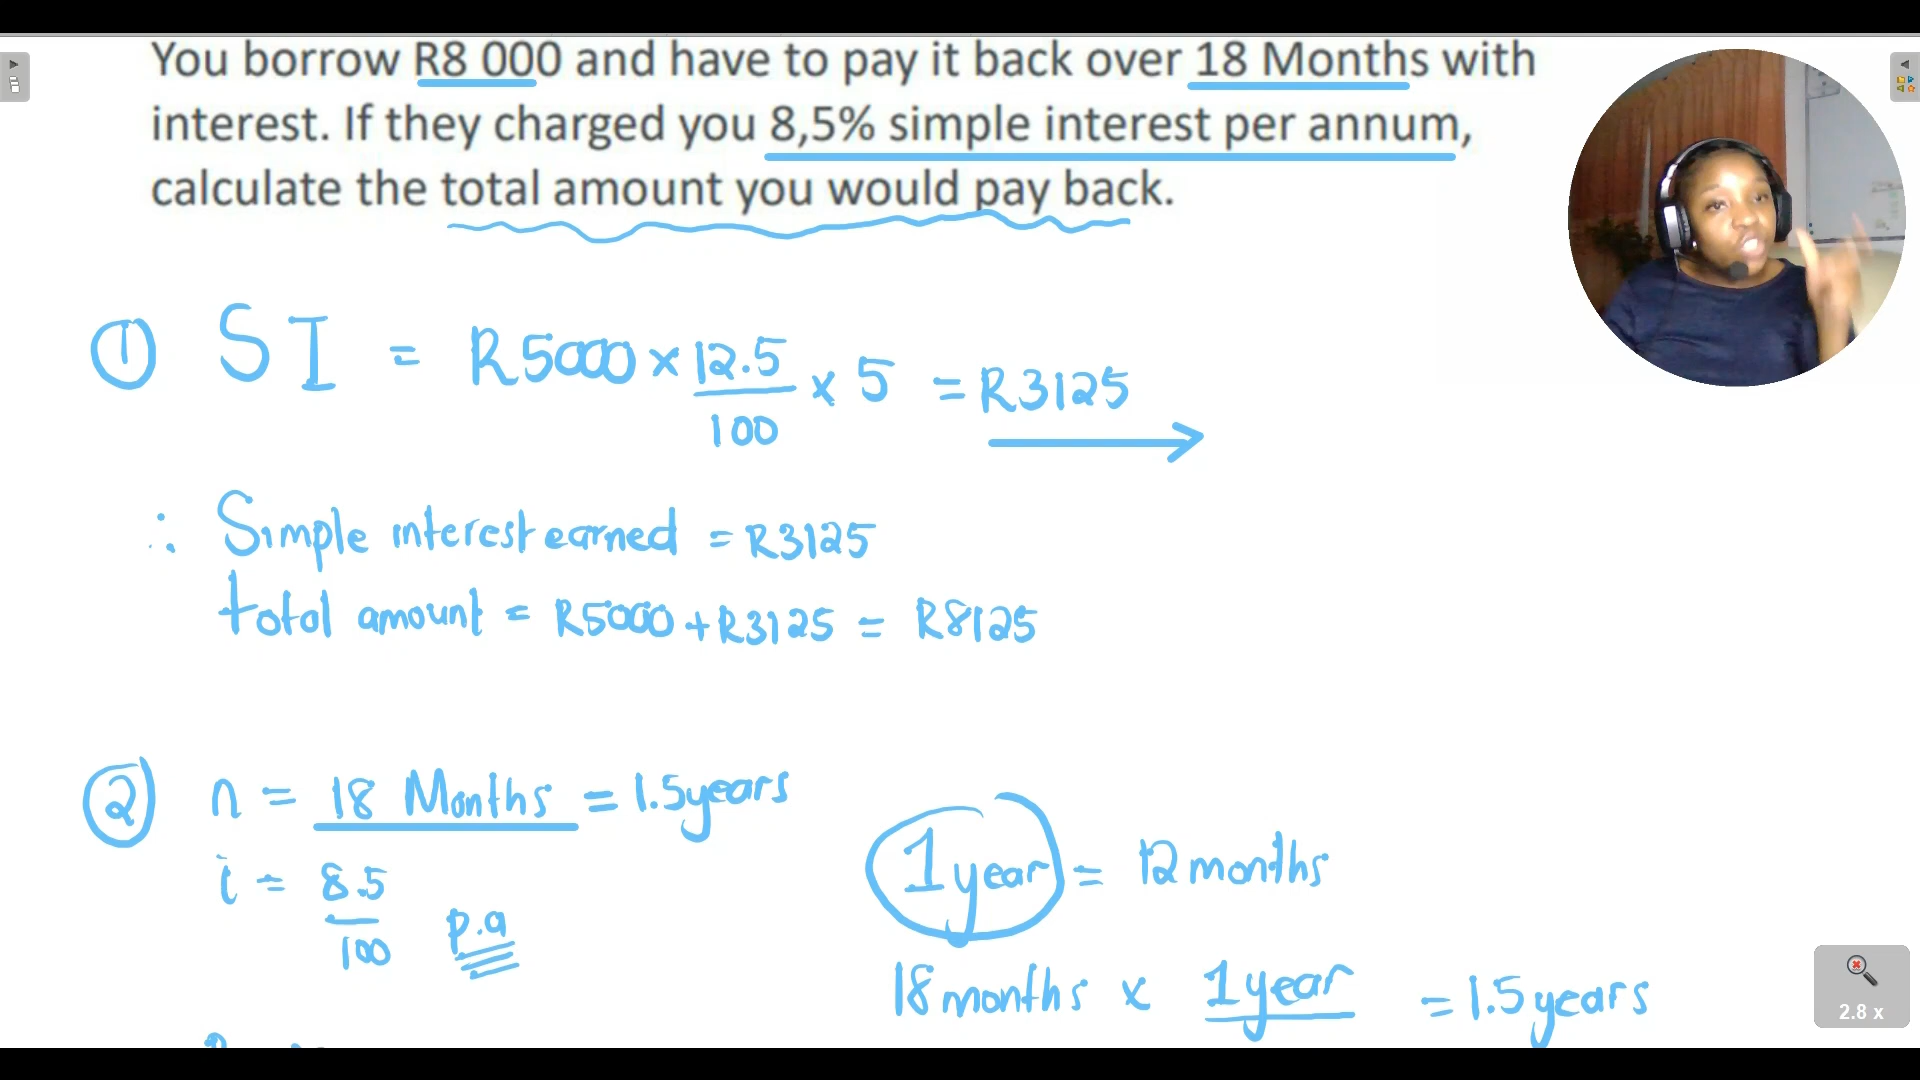 You borrow R8 000 and have to pay it back over 18 Months with
interest. If they charged you 8,5% simple interest per annum,
calculate the total amount you would pay back.
① SI = R5000 × 12.5/100 × 5 = R3125
∴ Simple interest earned = R3125
total amount = R5000 + R3125 = R8125
② n = 18 Months = 1.5 years
i = 8.5/100 p.a
1 year = 12 months
18 months × 1 year = 1.5 years
2.8 x